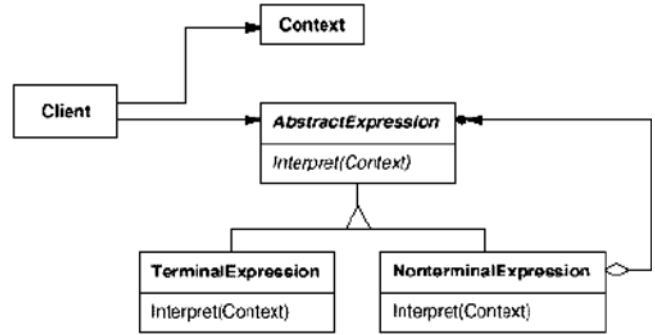 Context
Client
AbstractExpression
Interpret(Context)
TerminalExpression
Interpret(Context)
NonterminalExpression
Interpret(Context)